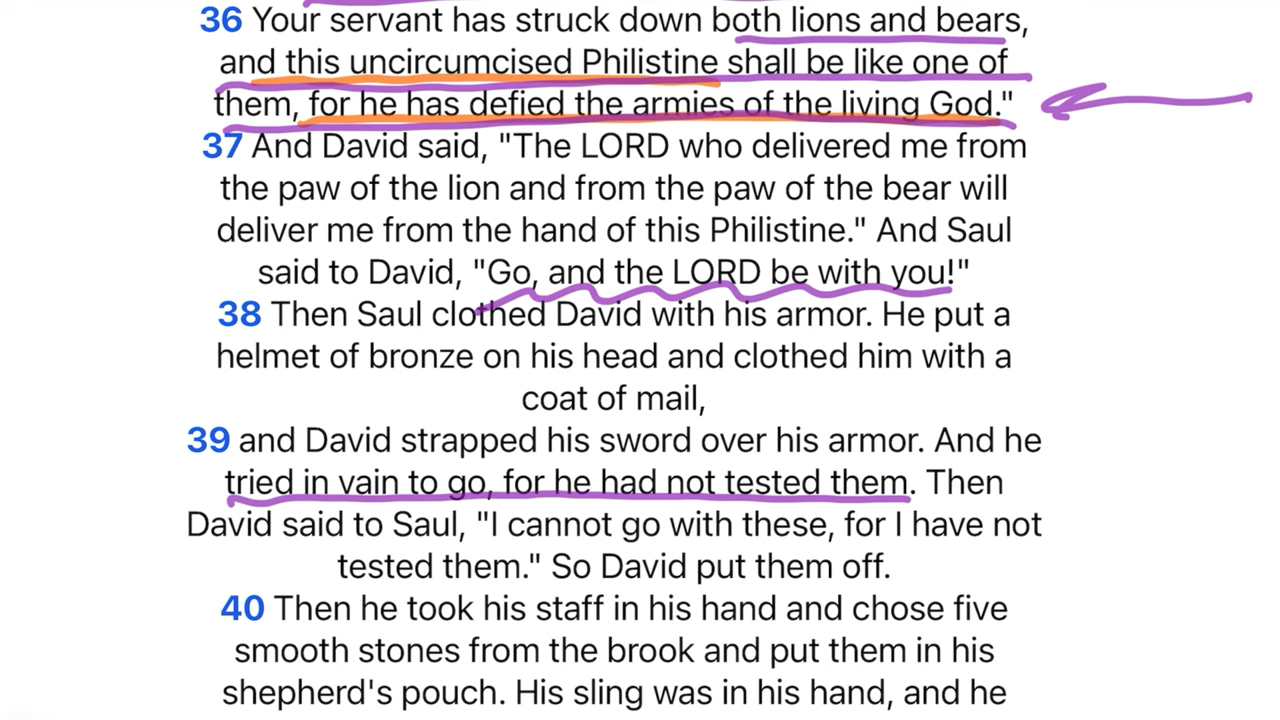 36 Your servant has struck down both lions and bears,
and this uncircumcised Philistine shall be like one of
them, for he has defied the armies of the living God."
37 And David said, "The LORD who delivered me from
the paw of the lion and from the paw of the bear will
deliver me from the hand of this Philistine." And Saul
said to David, "Go, and the LORD be with you!"
38 Then Saul clothed David with his armor. He put a
helmet of bronze on his head and clothed him with a
coat of mail,
39 and David strapped his sword over his armor. And he
tried in vain to go, for he had not tested them. Then
David said to Saul, "I cannot go with these, for I have not
tested them." So David put them off.
40 Then he took his staff in his hand and chose five
smooth stones from the brook and put them in his
shepherd's pouch. His sling was in his hand, and he